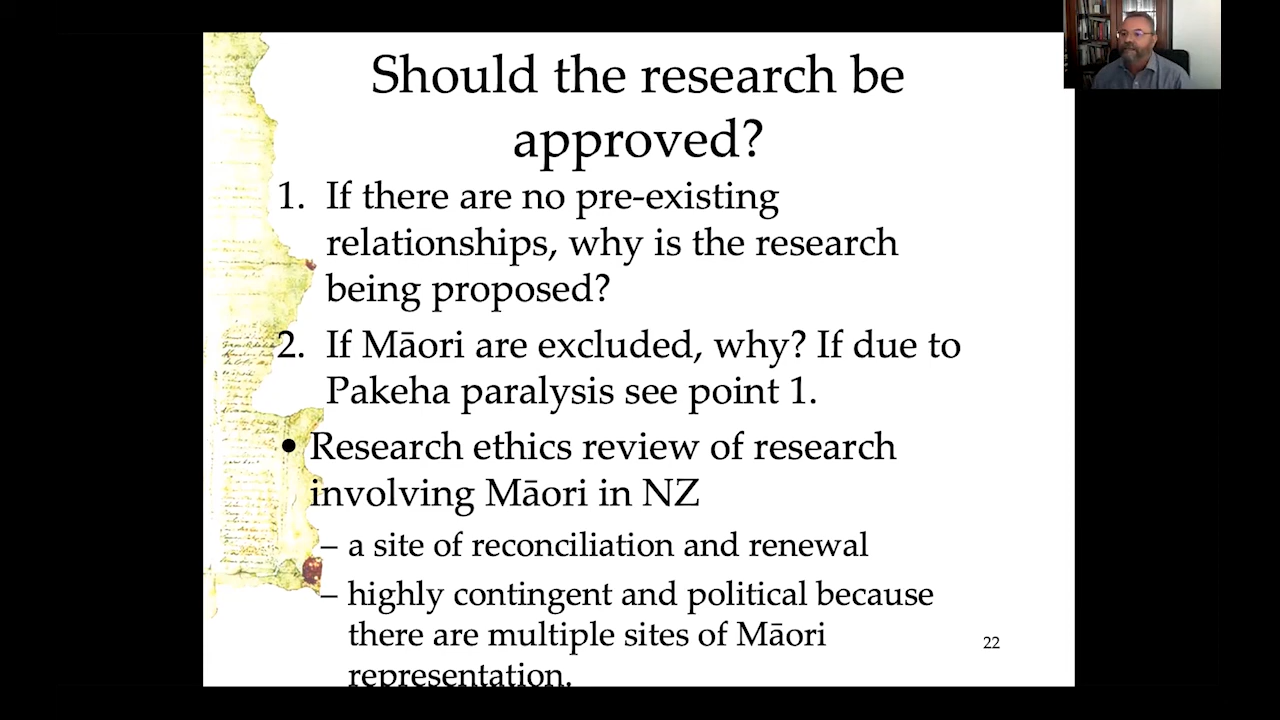 Should the research be
approved?
1. If there are no pre-existing
relationships, why is the research
being proposed?
2. If Māori are excluded, why? If due to
Pakeha paralysis see point 1.
• Research ethics review of research
involving Māori in NZ
– a site of reconciliation and renewal
– highly contingent and political because
there are multiple sites of Māori
representation.
22